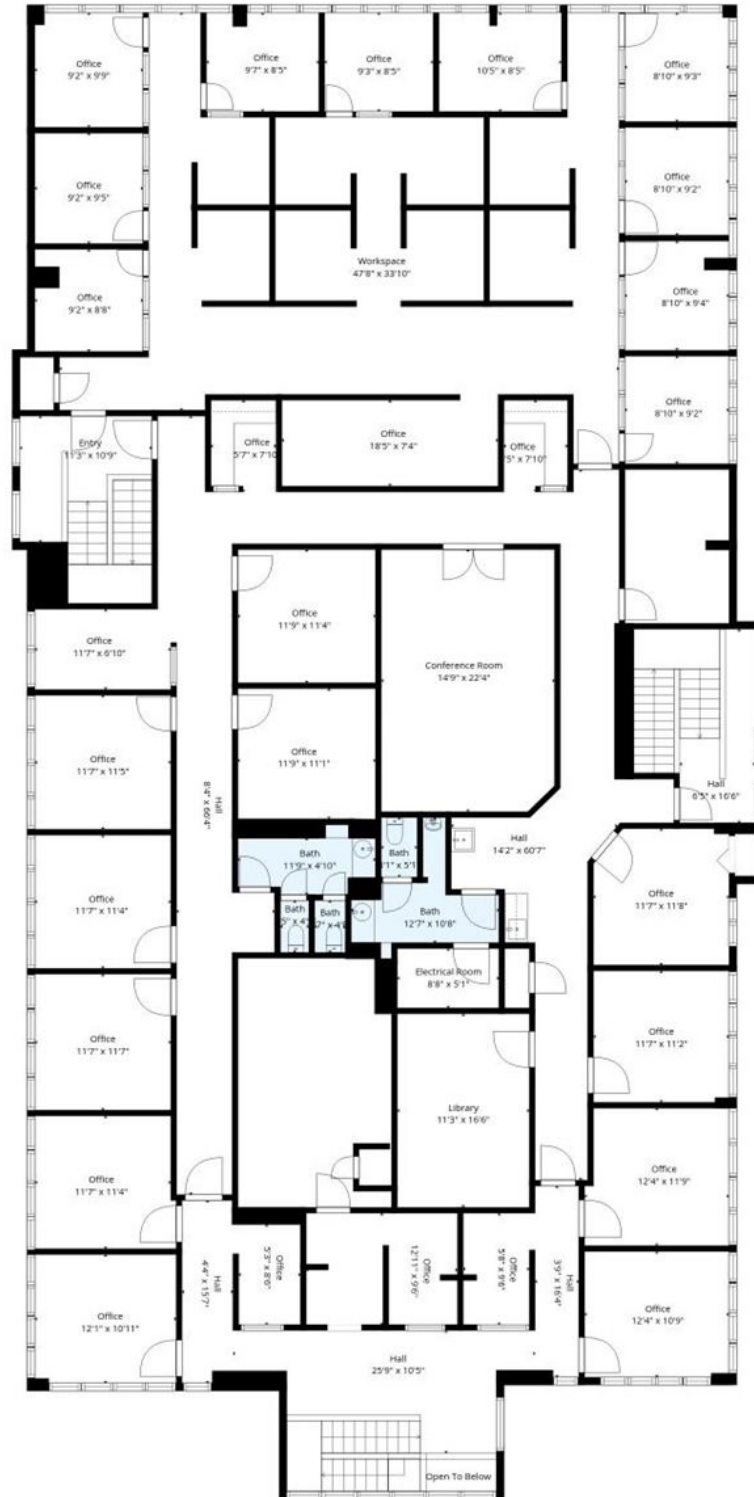 Office
9'2" x 9'9"
Office
9'7" x 8'5"
Office
9'3" x 8'5"
Office
10'5" x 8'5"
Office
8'10" x 9'3"
Office
9'2" x 9'5"
Office
8'10" x 9'2"
Workspace
47'8" x 33'10"
Office
9'2" x 8'8"
Office
8'10" x 9'4"
Office
8'10" x 9'2"
Entry
11'3" x 10'9"
Office
5'7" x 7'10
Office
18'5" x 7'4"
Office
'5" x 7'10
Office
11'7" x 6'10"
Office
11'9" x 11'4"
Conference Room
14'9" x 22'4"
Office
11'7" x 11'5"
Office
11'9" x 11'1"
Hall
8'4" x 66'4"
Hall
6'5" x 16'6"
Office
11'7" x 11'4"
Bath
11'9" x 4'10"
Bath
Hall
14'2" x 60'7"
Office
11'7" x 11'8"
Bath
Bath
Bath
12'7" x 10'8"
Electrical Room
8'8" x 5'1"
Office
11'7" x 11'7"
Office
11'7" x 11'2"
Library
11'3" x 16'6"
Office
11'7" x 11'4"
Office
12'4" x 11'9"
Hall
4'4" x 15'7"
Office
5'3" x 8'6"
Office
12'11" x 9'6"
Office
5'8" x 9'6"
Hall
3'9" x 16'4"
Office
12'1" x 10'11"
Office
12'4" x 10'9"
Hall
25'9" x 10'5"
Open To Below